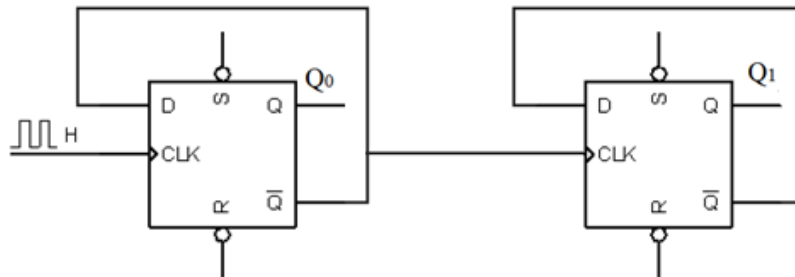 Q₀ Q₁
D S Q D S Q
H CLK CLK
R Q̅ R Q̅